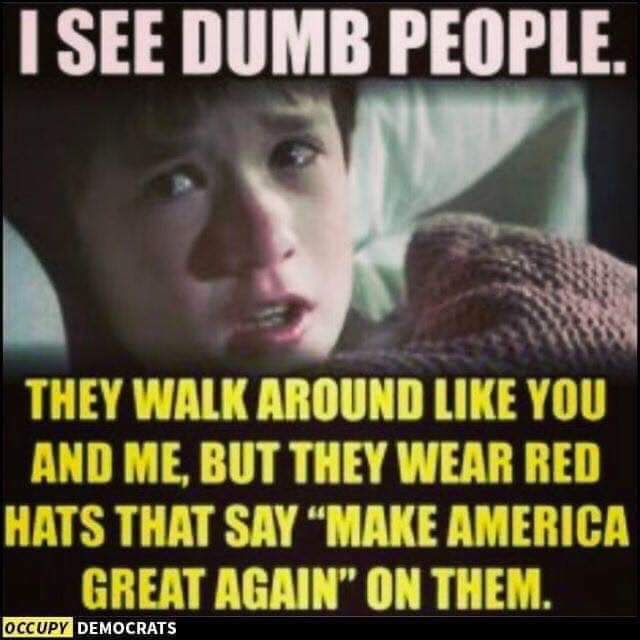 I SEE DUMB PEOPLE.
THEY WALK AROUND LIKE YOU
AND ME, BUT THEY WEAR RED
HATS THAT SAY “MAKE AMERICA
GREAT AGAIN” ON THEM.
OCCUPY DEMOCRATS